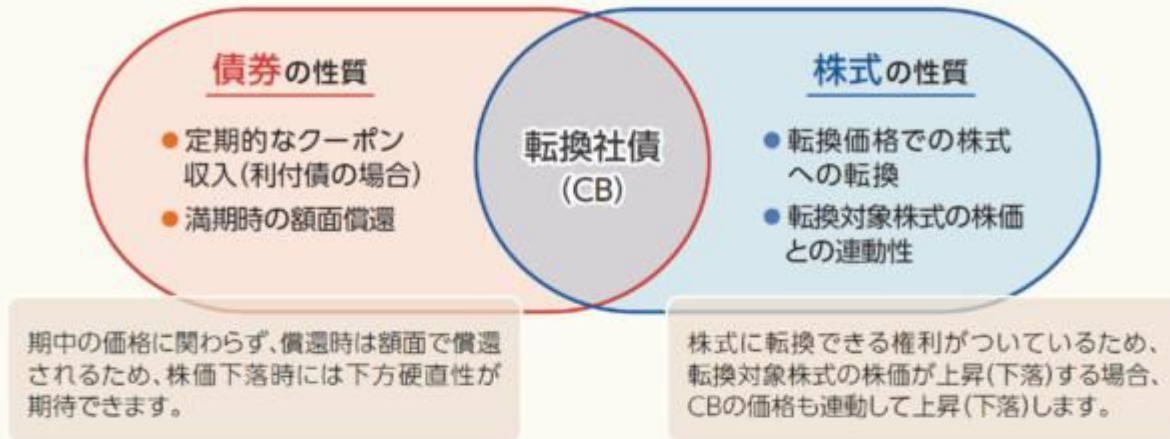 債券の性質
●定期的なクーポン
収入(利付債の場合)
●満期時の額面償還
転換社債
(CB)
株式の性質
●転換価格での株式
への転換
●転換対象株式の株価
との連動性
期中の価格に関わらず、償還時は額面で償還
されるため、株価下落時には下方硬直性が
期待できます。
株式に転換できる権利がついているため、
転換対象株式の株価が上昇(下落)する場合、
CBの価格も連動して上昇(下落)します。